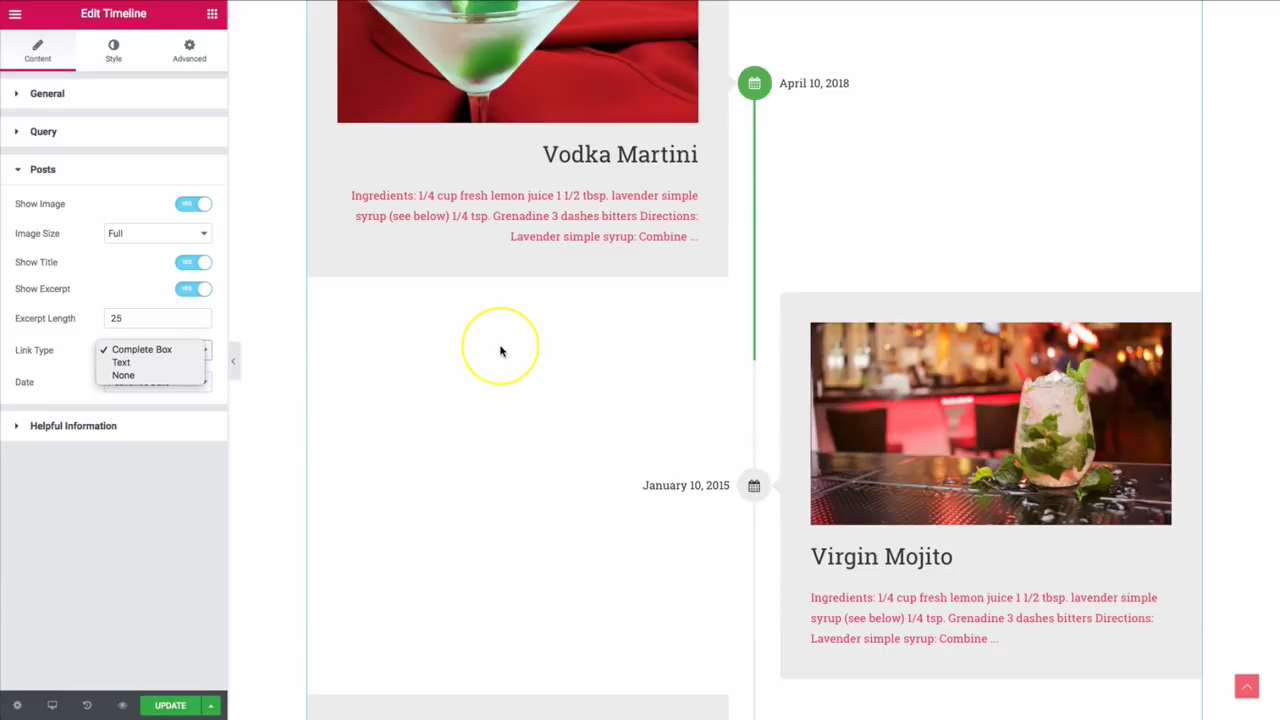 Edit Timeline
Content
Style
Advanced
General
Query
Posts
Show Image
YES
Image Size
Full
Show Title
YES
Show Excerpt
YES
Excerpt Length
25
Link Type
✓ Complete Box
Text
None
Date
Helpful Information
UPDATE
April 10, 2018
Vodka Martini
Ingredients: 1/4 cup fresh lemon juice 1 1/2 tbsp. lavender simple
syrup (see below) 1/4 tsp. Grenadine 3 dashes bitters Directions:
Lavender simple syrup: Combine ...
January 10, 2015
Virgin Mojito
Ingredients: 1/4 cup fresh lemon juice 1 1/2 tbsp. lavender simple
syrup (see below) 1/4 tsp. Grenadine 3 dashes bitters Directions:
Lavender simple syrup: Combine ...